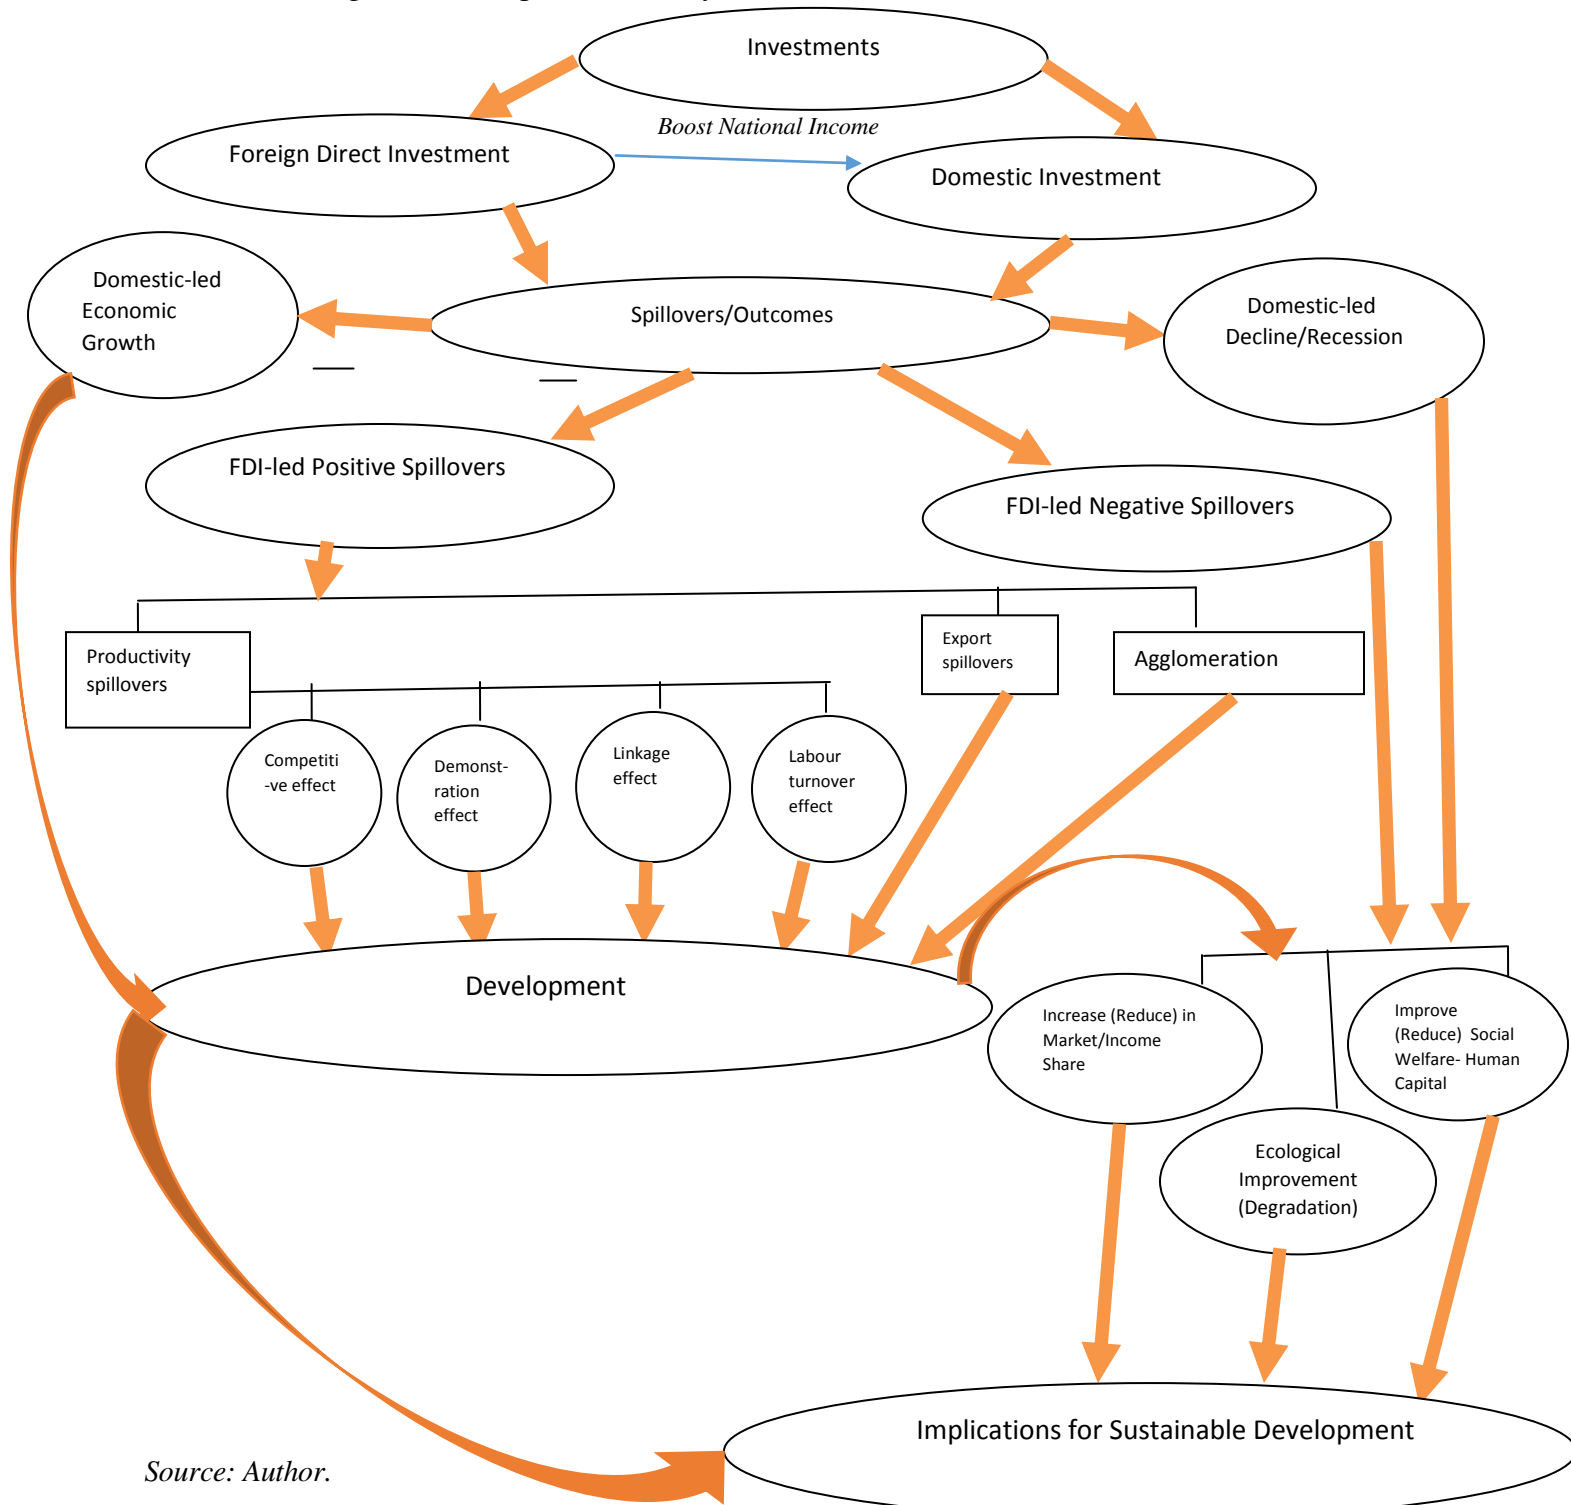 Investments
Boost National Income
Foreign Direct Investment
Domestic Investment
Domestic-led
Economic
Growth
Spillovers/Outcomes
Domestic-led
Decline/Recession
FDI-led Positive Spillovers
FDI-led Negative Spillovers
Productivity
spillovers
Export
spillovers
Agglomeration
Competiti
-ve effect
Demonst-
ration
effect
Linkage
effect
Labour
turnover
effect
Development
Increase (Reduce) in
Market/Income
Share
Improve
(Reduce) Social
Welfare- Human
Capital
Ecological
Improvement
(Degradation)
Implications for Sustainable Development
Source: Author.